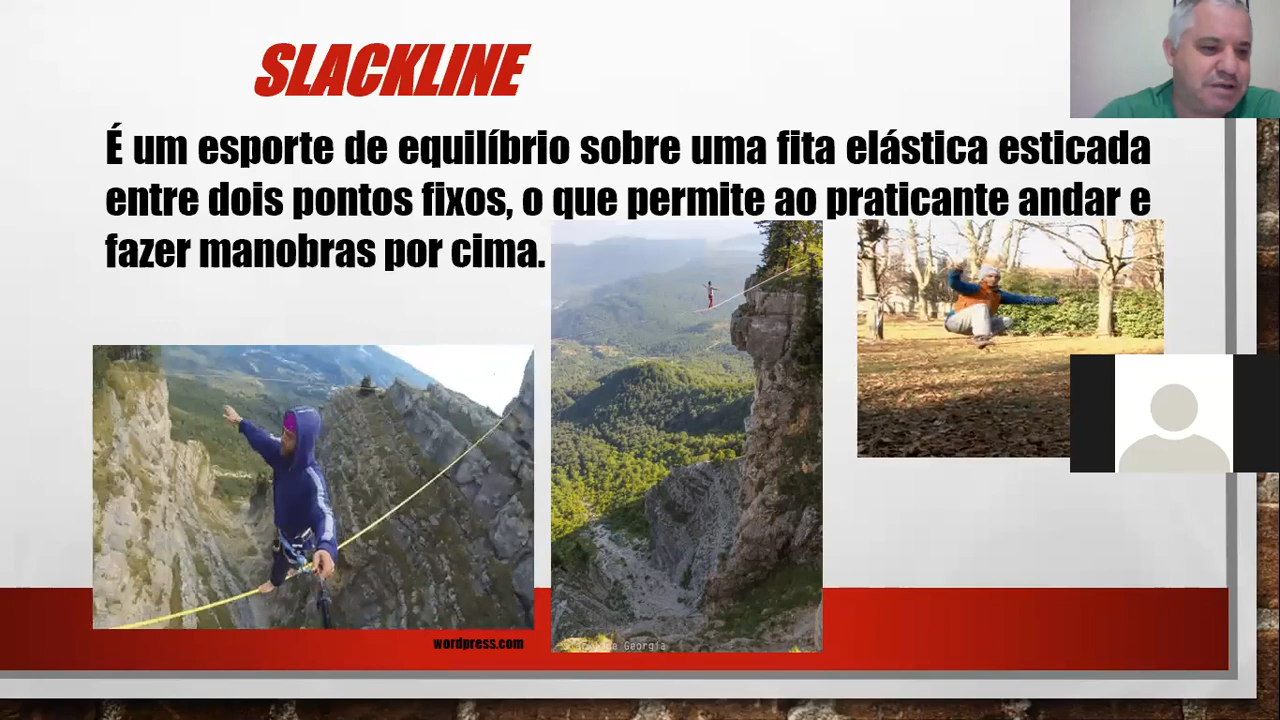 SLACKLINE
É um esporte de equilíbrio sobre uma fita elástica esticada
entre dois pontos fixos, o que permite ao praticante andar e
fazer manobras por cima.
wordpress.com
Georgia